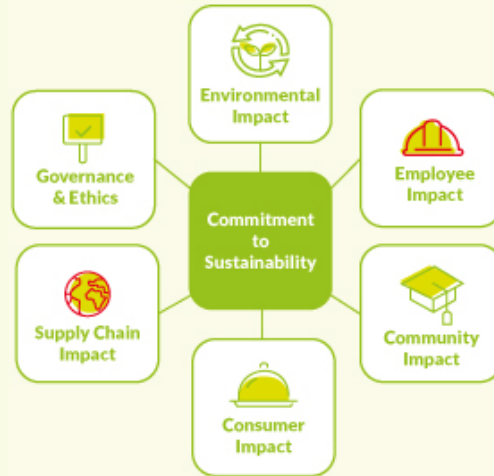 Environmental
Impact
Governance
& Ethics
Employee
Impact
Commitment
to
Sustainability
Supply Chain
Impact
Community
Impact
Consumer
Impact